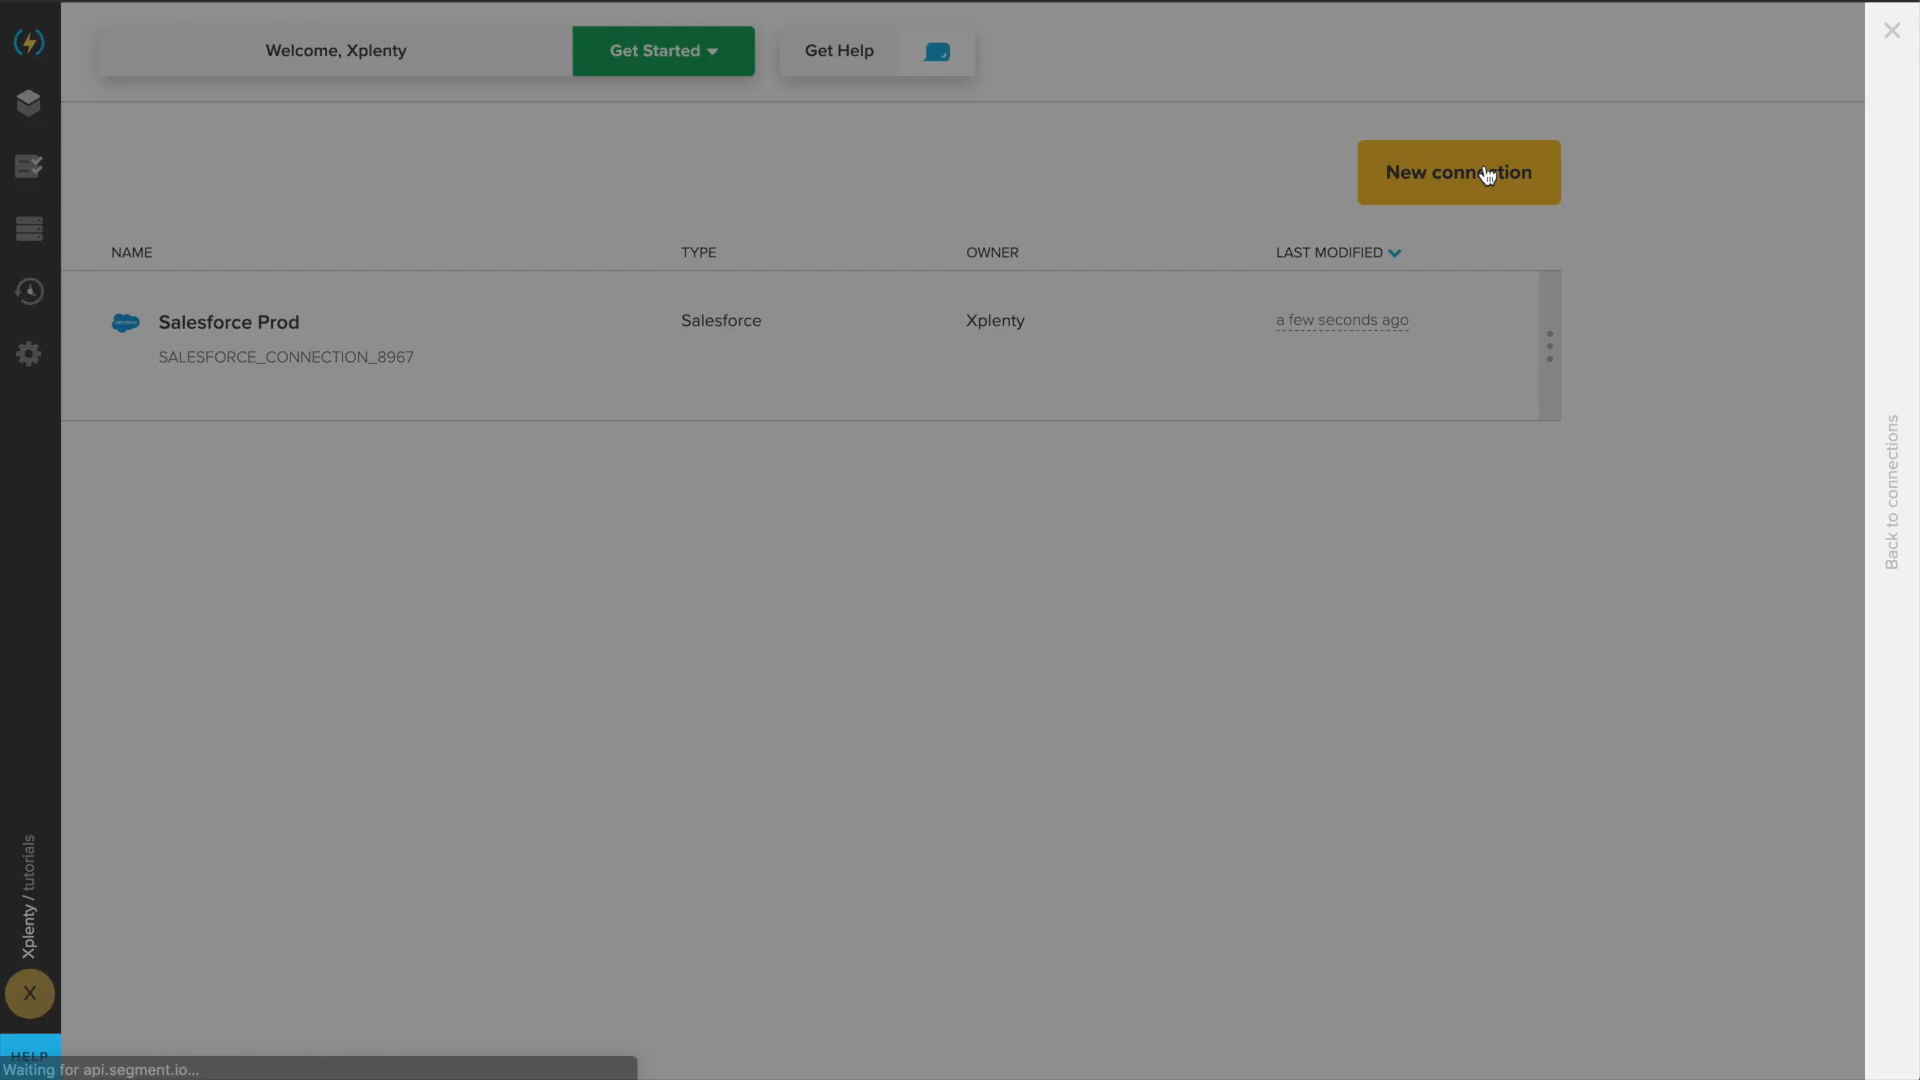 Welcome, Xplenty
Get Started
Get Help
New connection
NAME
TYPE
OWNER
LAST MODIFIED
Salesforce Prod
Salesforce
Xplenty
a few seconds ago
SALESFORCE_CONNECTION_8967
Back to connections
Xplenty / tutorials
X
HELP
Waiting for api.segment.io...